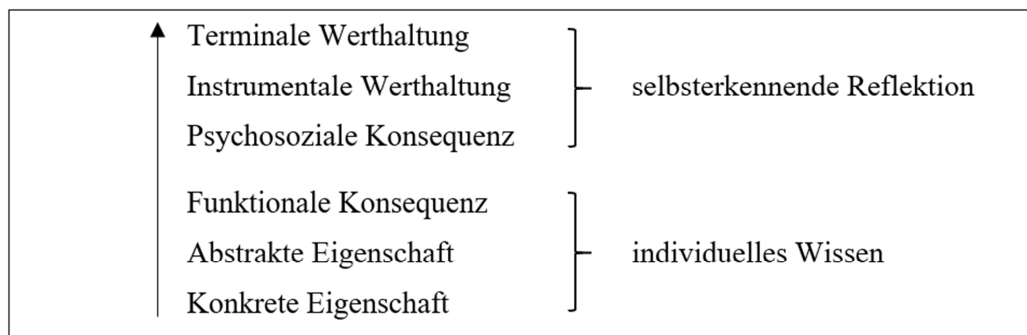 Terminale Werthaltung
Instrumentale Werthaltung selbsterkennende Reflektion
Psychosoziale Konsequenz
Funktionale Konsequenz
Abstrakte Eigenschaft individuelles Wissen
Konkrete Eigenschaft